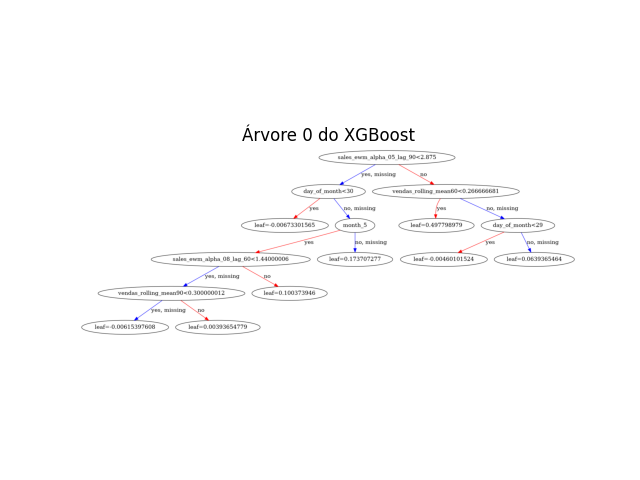 Árvore 0 do XGBoost
sales_ewm_alpha_05_lag_90<2.875
yes, missing
no
day_of_month<30
vendas_rolling_mean60<0.266666681
yes
no, missing
yes
no, missing
leaf=-0.00673301565
month_5
leaf=0.497798979
day_of_month<29
yes
no, missing
yes
no, missing
sales_ewm_alpha_08_lag_60<1.44000006
leaf=0.173707277
leaf=-0.00460101524
leaf=0.0639365464
yes, missing
no
vendas_rolling_mean90<0.300000012
leaf=0.100373946
yes, missing
no
leaf=-0.00615397608
leaf=0.00393654779